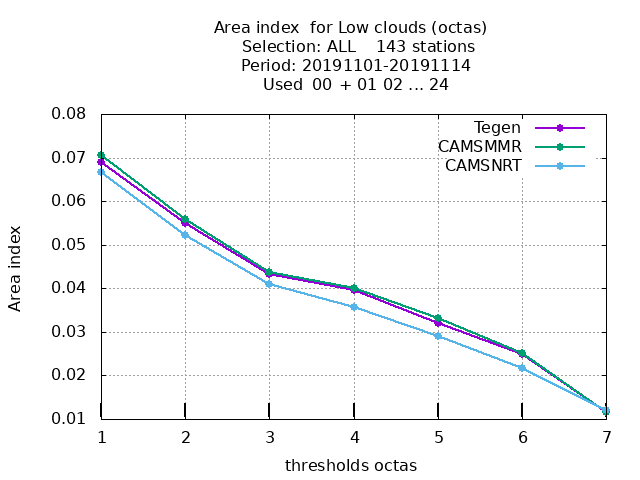 Area index  for Low clouds (octas)
Selection: ALL    143 stations
Period: 20191101-20191114
Used  00  + 01 02 ... 24
0.08
0.07
0.06
0.05
0.04
0.03
0.02
0.01
Area index
Tegen
CAMSMMR
CAMSNRT
1 2 3 4 5 6 7
thresholds octas